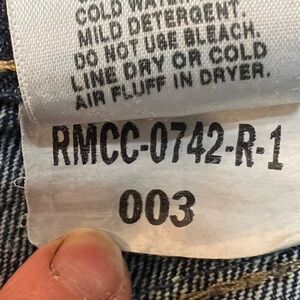 COLD WATER
MILD DETERGENT.
DO NOT USE BLEACH.
LINE DRY OR COLD
AIR FLUFF IN DRYER.
RMCC-0742-R-1
003